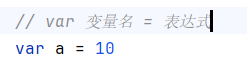 // var 变量名 = 表达式
var a = 10